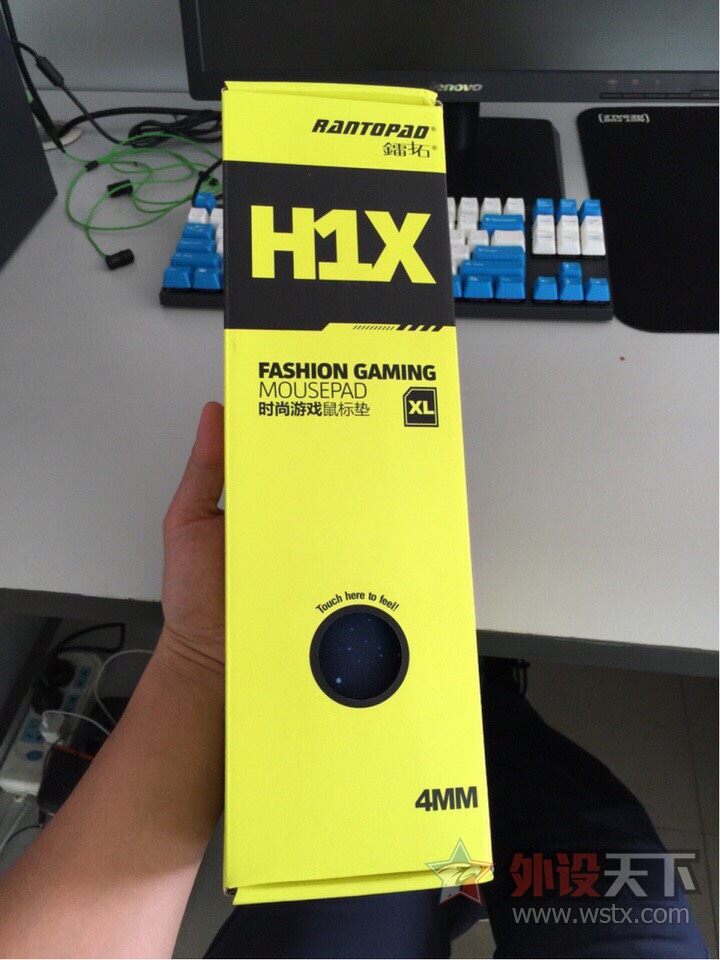 RANTOPAD®
鐳拓®
H1X
FASHION GAMING
MOUSEPAD
时尚游戏鼠标垫
XL
Touch here to feel!
4MM
lenovo
外设天下
www.wstx.com